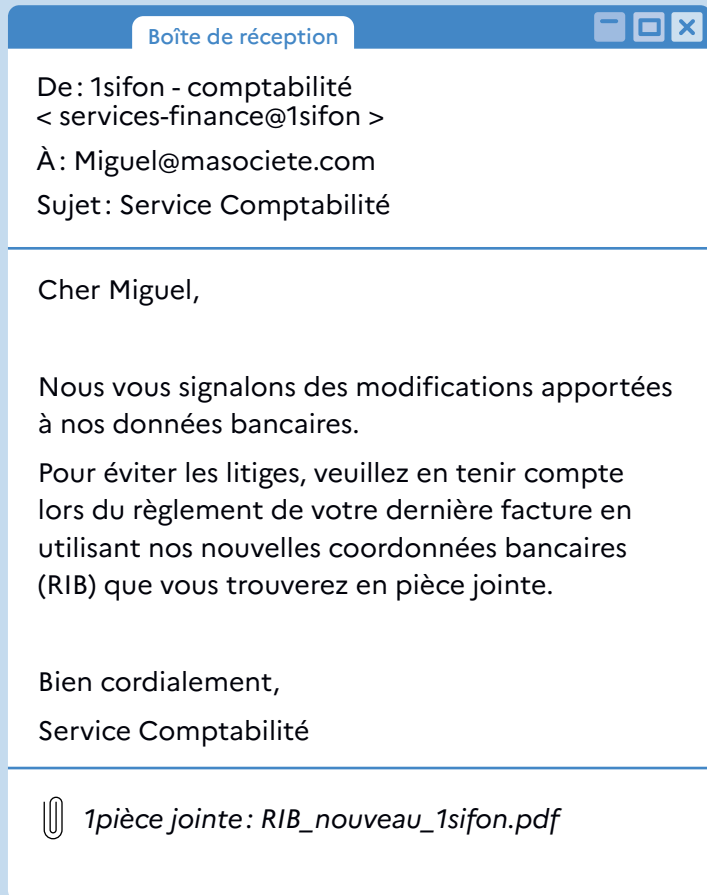 Boîte de réception
De : 1sifon - comptabilité
< services-finance@1sifon >
À : Miguel@masociete.com
Sujet : Service Comptabilité
Cher Miguel,
Nous vous signalons des modifications apportées
à nos données bancaires.
Pour éviter les litiges, veuillez en tenir compte
lors du règlement de votre dernière facture en
utilisant nos nouvelles coordonnées bancaires
(RIB) que vous trouverez en pièce jointe.
Bien cordialement,
Service Comptabilité
1pièce jointe : RIB_nouveau_1sifon.pdf